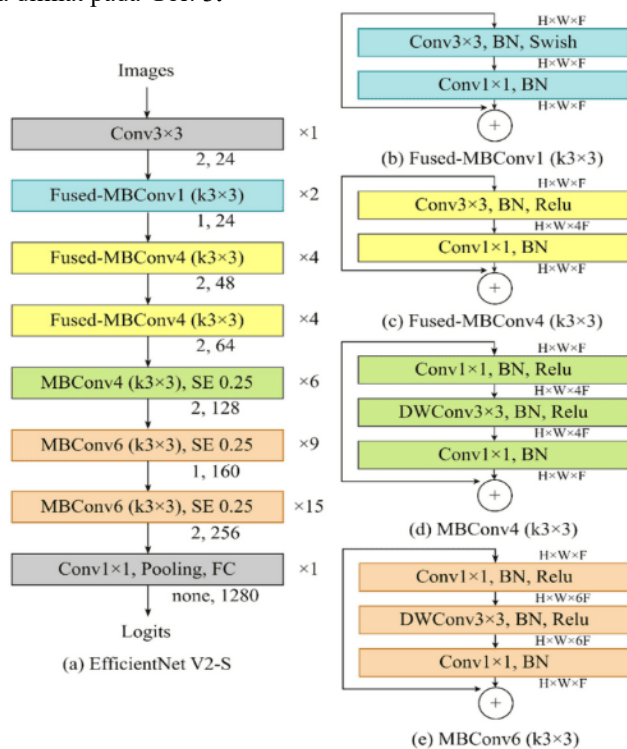 a dilihat pada Gbr. 3.
Images
Conv3×3 ×1
2, 24
Fused-MBConv1 (k3×3) ×2
1, 24
Fused-MBConv4 (k3×3) ×4
2, 48
Fused-MBConv4 (k3×3) ×4
2, 64
MBConv4 (k3×3), SE 0.25 ×6
2, 128
MBConv6 (k3×3), SE 0.25 ×9
1, 160
MBConv6 (k3×3), SE 0.25 ×15
2, 256
Conv1×1, Pooling, FC ×1
none, 1280
Logits
(a) EfficientNet V2-S
H×W×F
Conv3×3, BN, Swish
H×W×F
Conv1×1, BN
H×W×F
+
(b) Fused-MBConv1 (k3×3)
H×W×F
Conv3×3, BN, Relu
H×W×4F
Conv1×1, BN
H×W×F
+
(c) Fused-MBConv4 (k3×3)
H×W×F
Conv1×1, BN, Relu
H×W×4F
DWConv3×3, BN, Relu
H×W×4F
Conv1×1, BN
H×W×F
+
(d) MBConv4 (k3×3)
H×W×F
Conv1×1, BN, Relu
H×W×6F
DWConv3×3, BN, Relu
H×W×6F
Conv1×1, BN
H×W×F
+
(e) MBConv6 (k3×3)